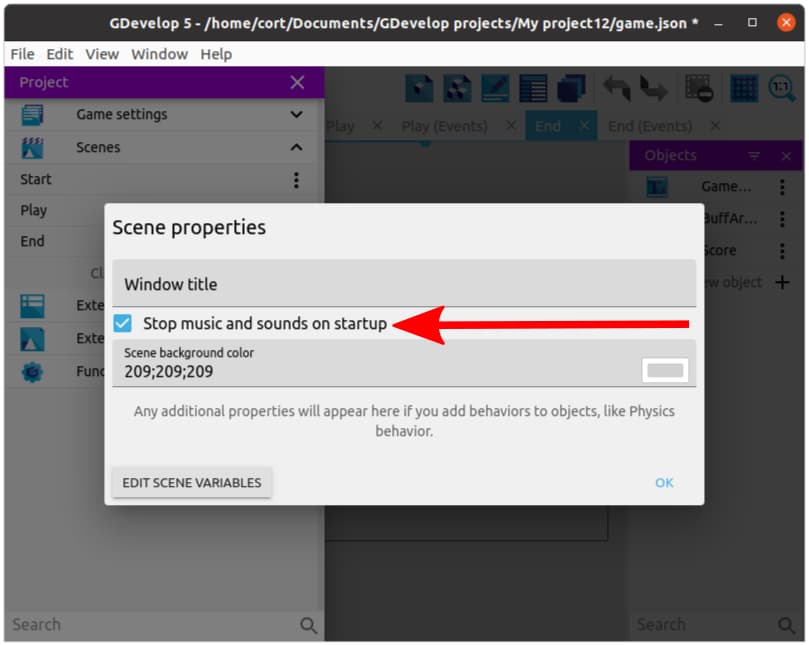 GDevelop 5 - /home/cort/Documents/GDevelop projects/My project12/game.json *
File Edit View Window Help
Project
Game settings
Scenes
Start
Play
End
Cl
Exte
Exte
Func
Search
1:1
Play
Play (Events)
End
End (Events)
Objects
Game...
BuffAr...
Score
ew object
Search
Scene properties
Window title
Stop music and sounds on startup
Scene background color
209;209;209
Any additional properties will appear here if you add behaviors to objects, like Physics
behavior.
EDIT SCENE VARIABLES
OK